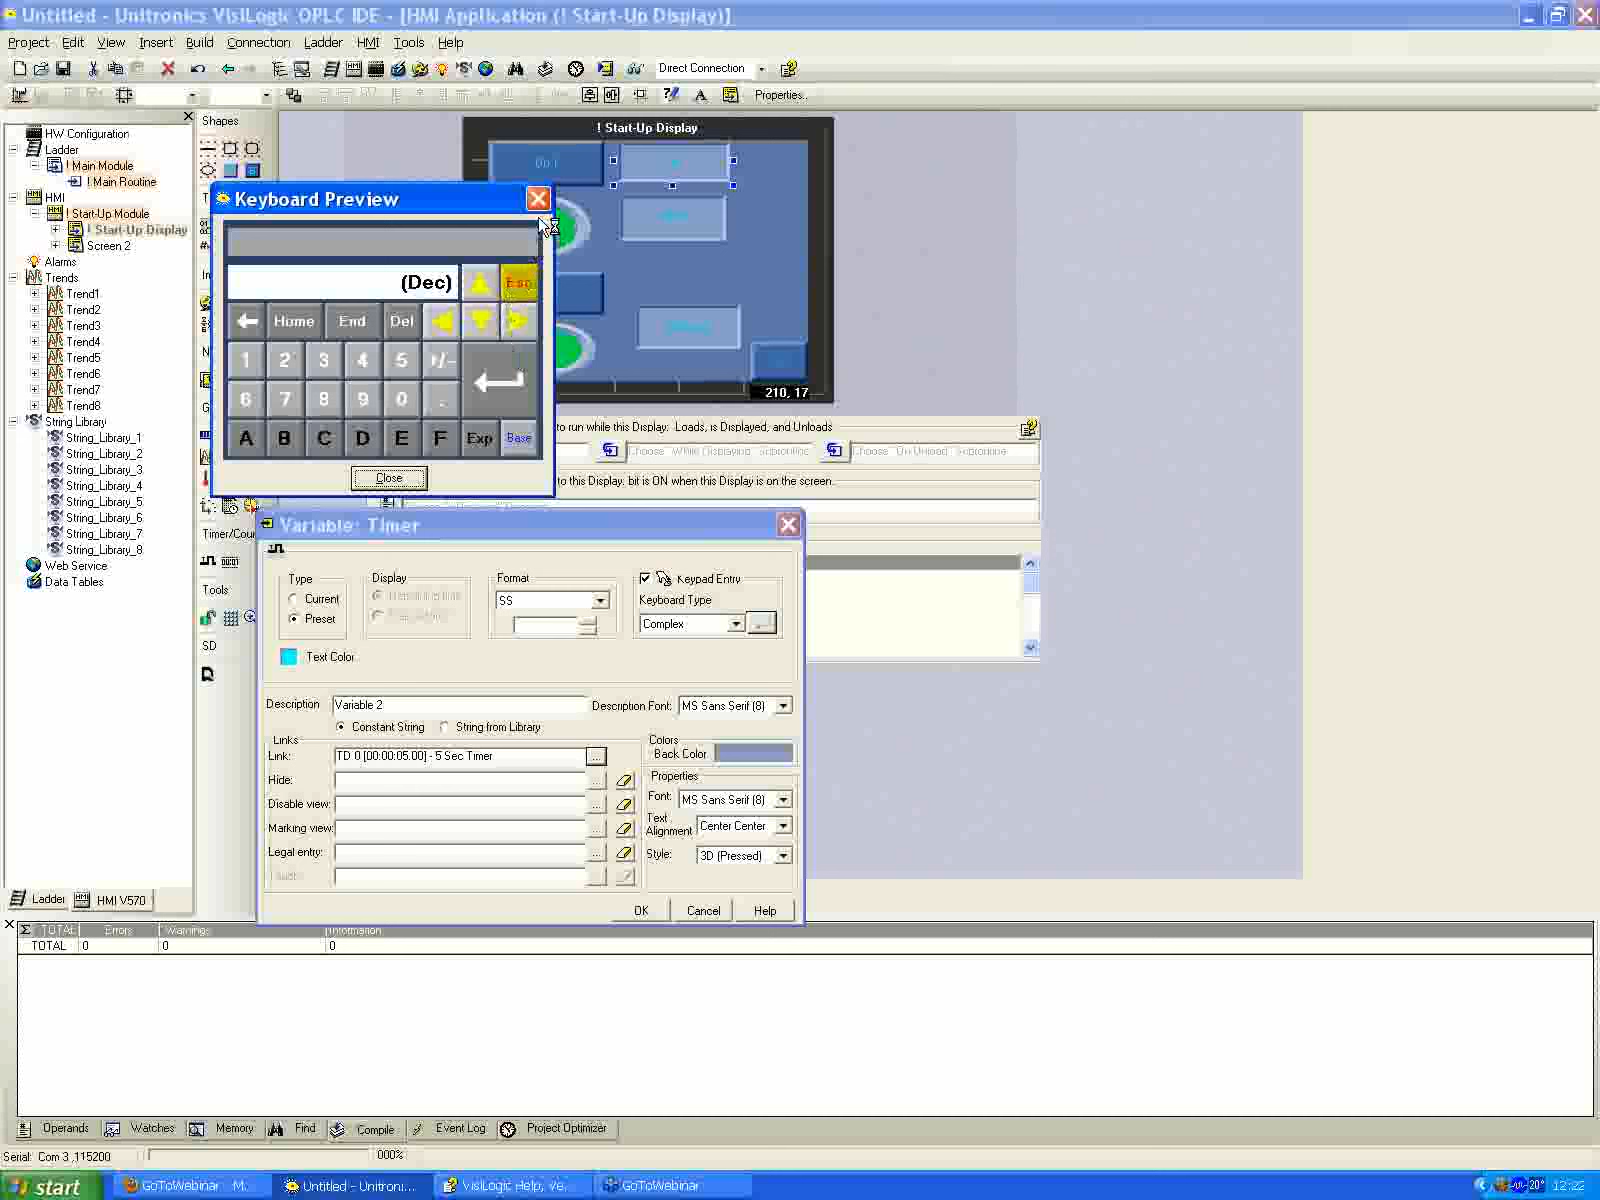 Untitled - Unitronics VisiLogic OPLC IDE - [HMI Application (! Start-Up Display)]
Project Edit View Insert Build Connection Ladder HMI Tools Help
Direct Connection
Properties..
HW Configuration
Ladder
! Main Module
! Main Routine
HMI
! Start-Up Module
! Start-Up Display
Screen 2
Alarms
Trends
Trend1
Trend2
Trend3
Trend4
Trend5
Trend6
Trend7
Trend8
String Library
String_Library_1
String_Library_2
String_Library_3
String_Library_4
String_Library_5
String_Library_6
String_Library_7
String_Library_8
Web Service
Data Tables
Ladder HMI V570
Shapes
Timer/Cou
Tools
SD
! Start-Up Display
210, 17
Keyboard Preview
(Dec) Esc
Home End Del
1 2 3 4 5 +/-
6 7 8 9 0 .
A B C D E F Exp Base
Close
to run while this Display: Loads, is Displayed, and Unloads
Choose "While Displaying" Subroutine Choose "On Unload" Subroutine
to this Display. bit is ON when this Display is on the screen.
Variable: Timer
Type Display Format Keypad Entry
Current SS Keyboard Type
Preset Complex
Text Color
Description Variable 2 Description Font: MS Sans Serif (8)
Constant String String from Library
Links Colors
Link: TD 0 [00:00:05.00] - 5 Sec Timer ... Back Color
Hide: ... Properties
Disable view: ... Font: MS Sans Serif (8)
Marking view: ... Text Alignment Center Center
Legal entry: ... Style: 3D (Pressed)
OK Cancel Help
Σ TOTAL Errors Warnings Information
TOTAL 0 0 0
Operands Watches Memory Find Compile Event Log Project Optimizer
Serial: Com 3 ,115200 000%
start GoToWebinar M... Untitled - Unitroni... VisiLogic Help, Ve... GoToWebinar 20° 12:22